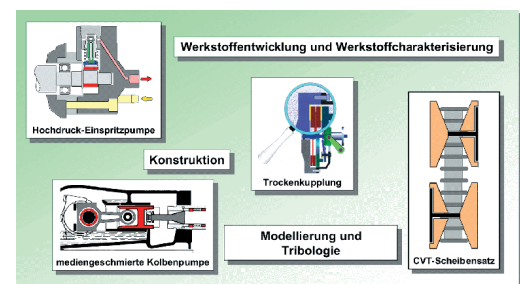 Werkstoffentwicklung und Werkstoffcharakterisierung
Hochdruck-Einspritzpumpe
Konstruktion
Trockenkupplung
mediengeschmierte Kolbenpumpe
Modellierung und
Tribologie
CVT-Scheibensatz